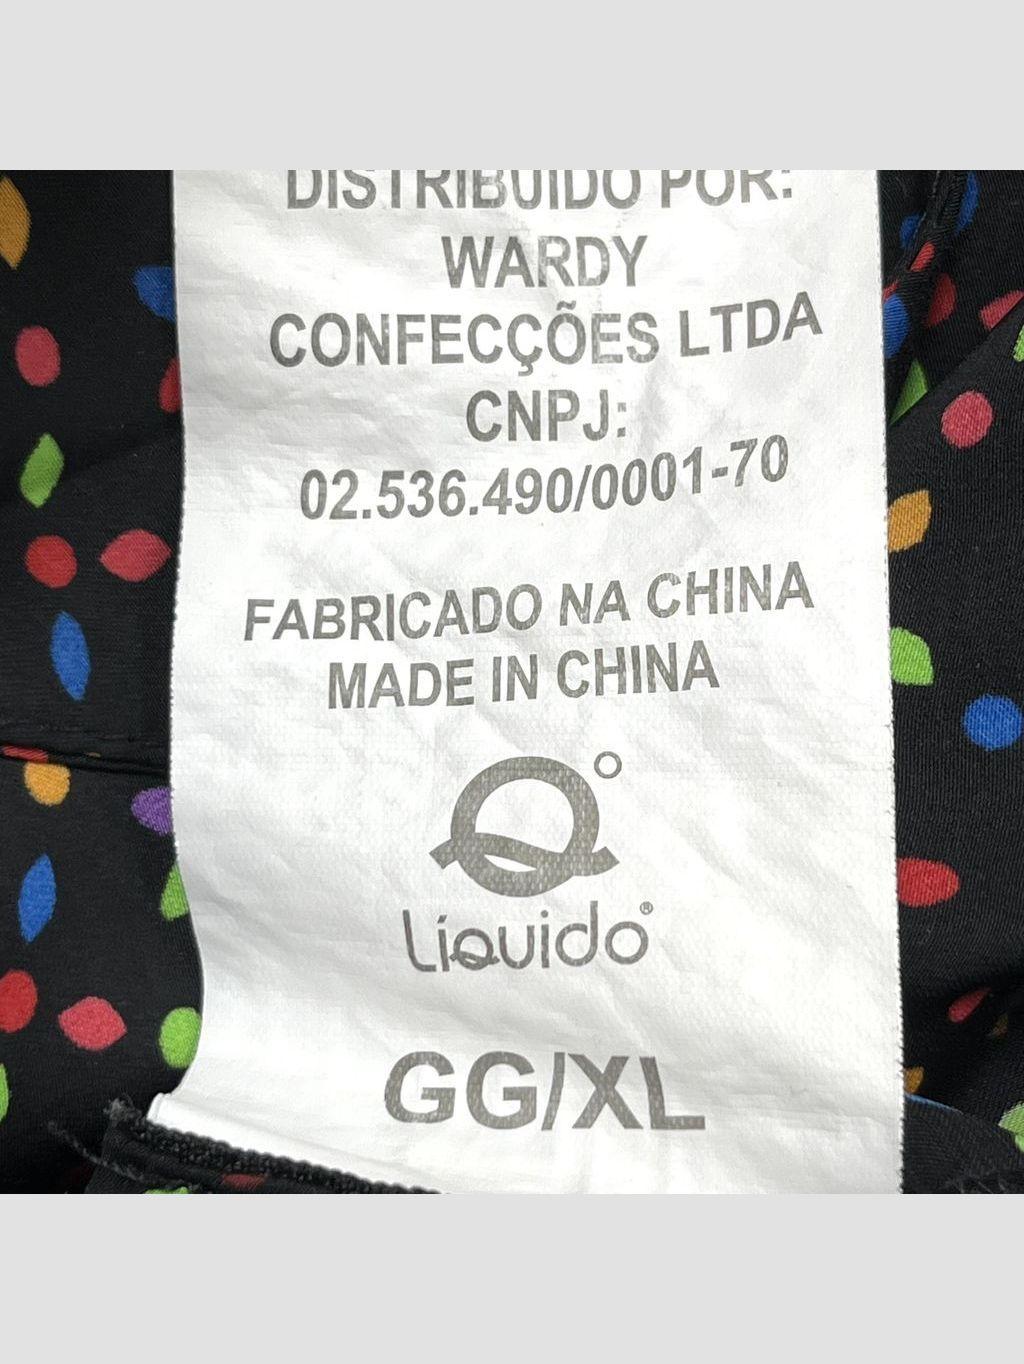 DISTRIBUIDO POR:
WARDY
CONFECÇÕES LTDA
CNPJ:
02.536.490/0001-70
FABRICADO NA CHINA
MADE IN CHINA
Líquido®
GG/XL